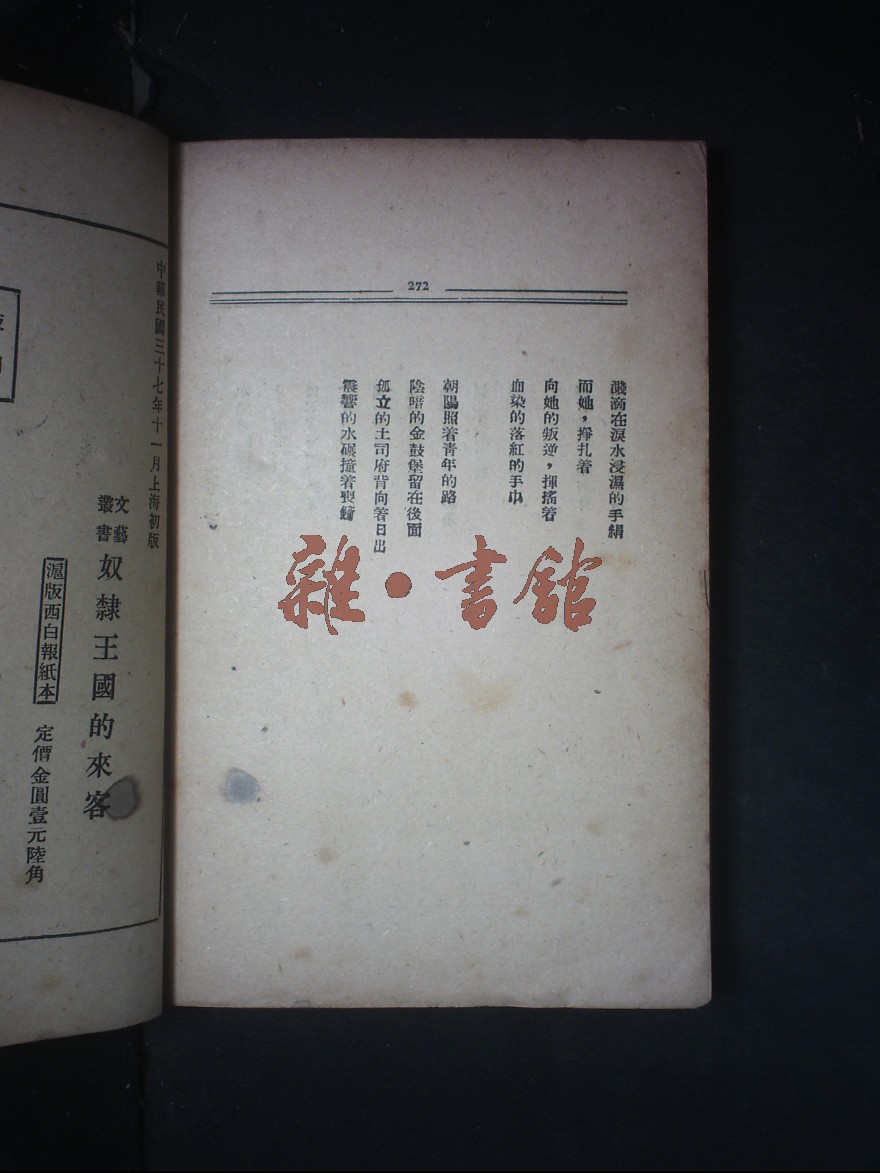 272
濺滴在淚水浸濕的手絹
而她，掙扎着
向她的叛逆，揮搖着
血染的落紅的手巾
朝陽照着青年的路
陰暗的金鼓堡留在後面
孤立的土司府背向着日出
震響的水碾撞着喪鐘
雜·書館
中華民國三十七年十一月上海初版
文藝
叢書
奴隸王國的來客
滬版西白報紙本
定價金圓壹元陸角